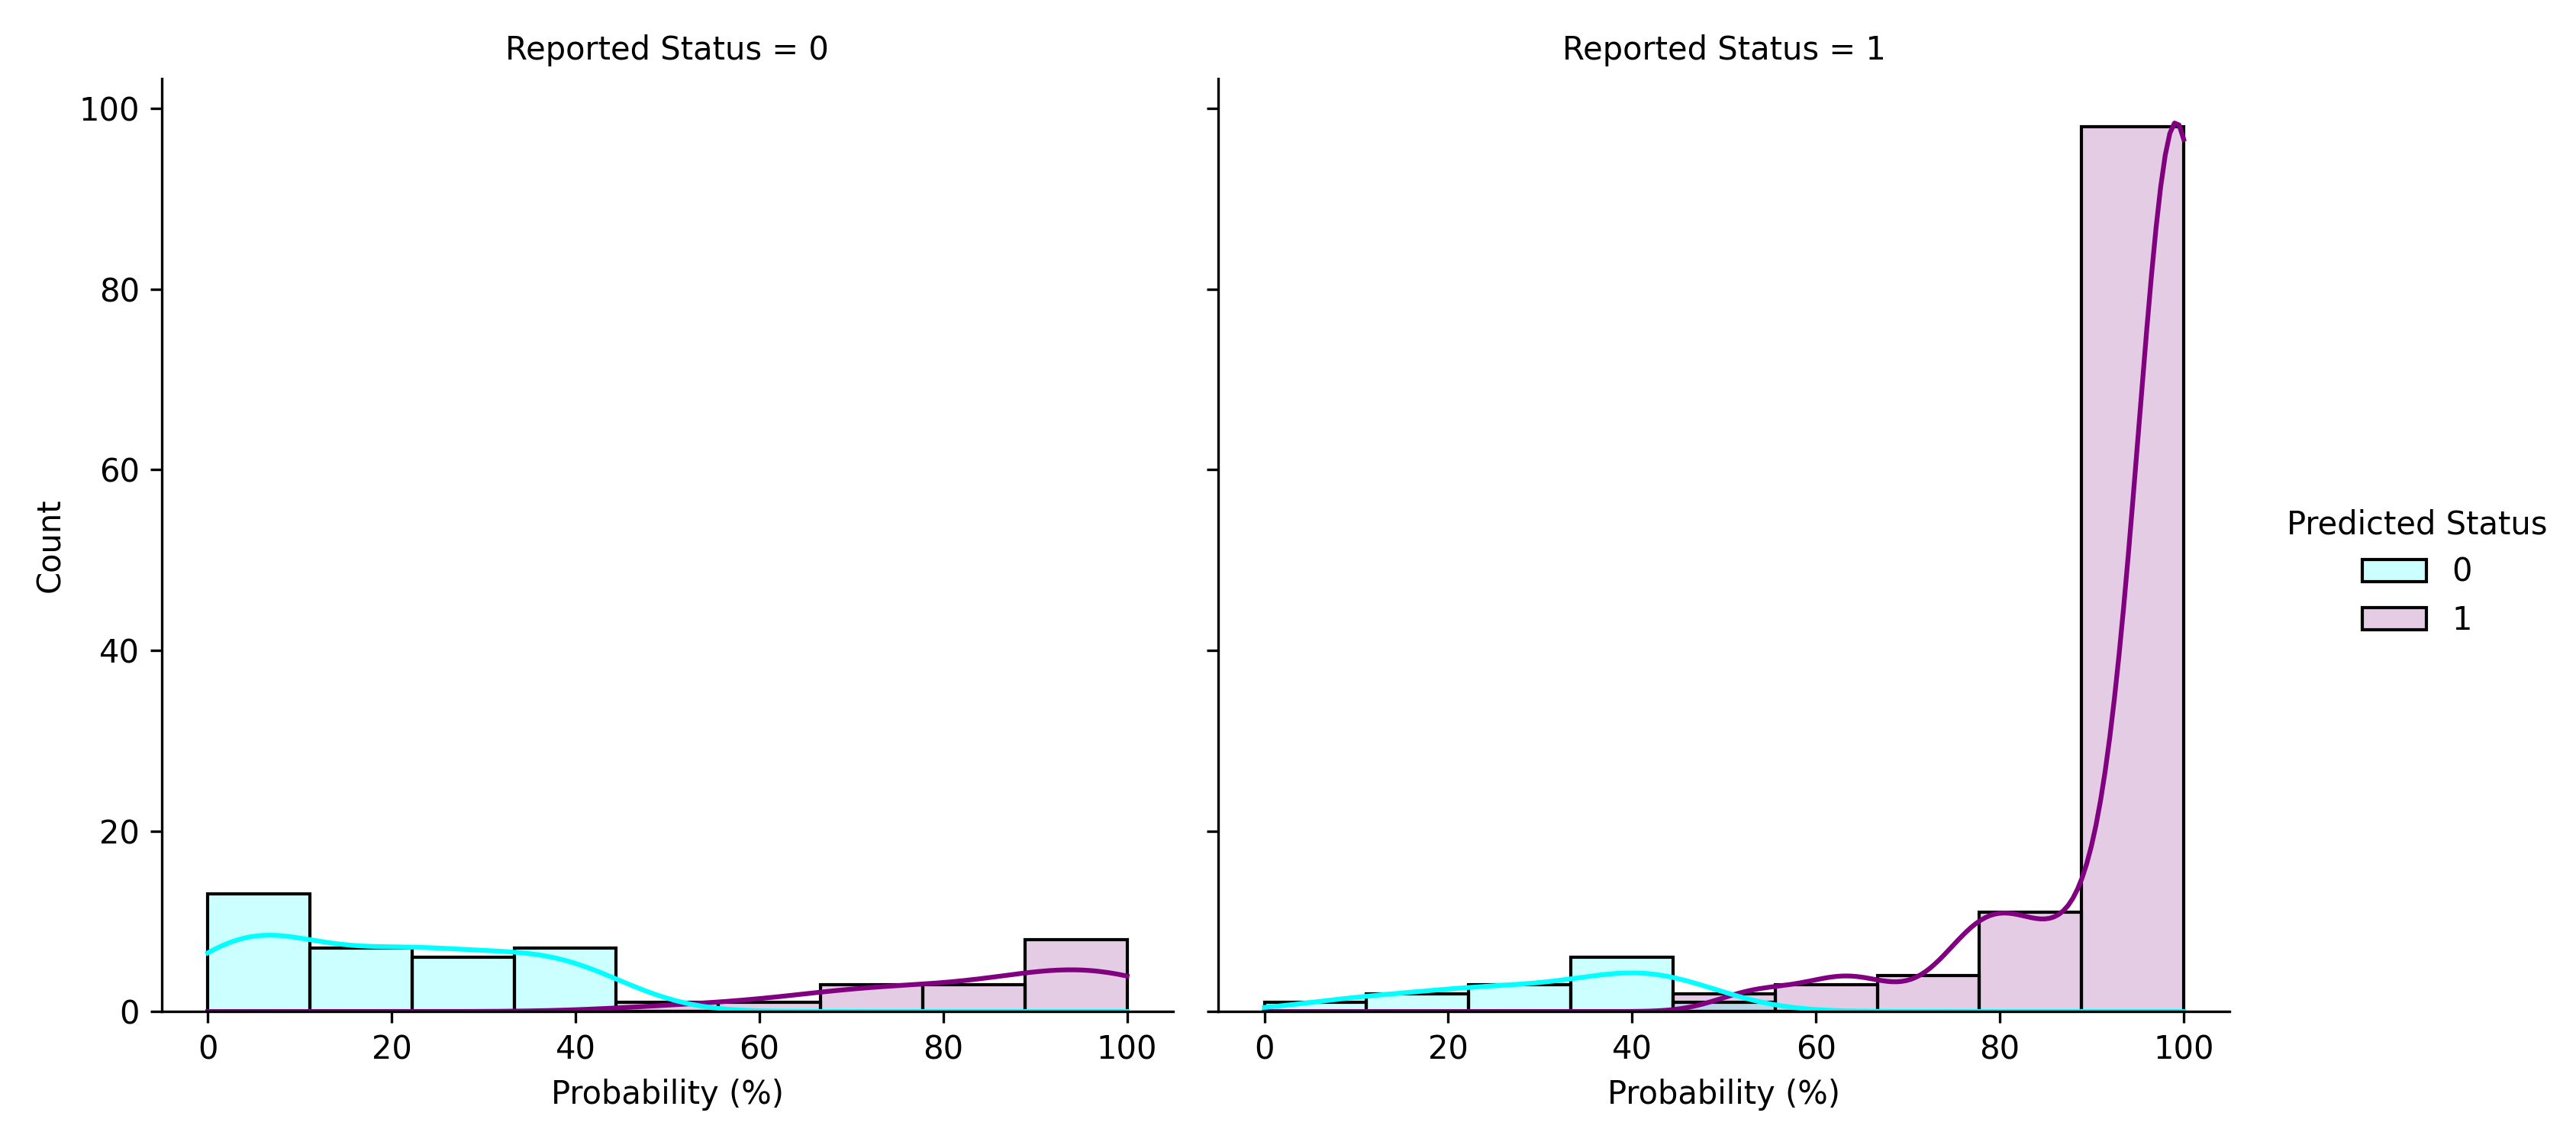 Reported Status = 0
Reported Status = 1
100
80
60
40
20
0
Count
0 20 40 60 80 100
0 20 40 60 80 100
Probability (%)
Probability (%)
Predicted Status
0
1